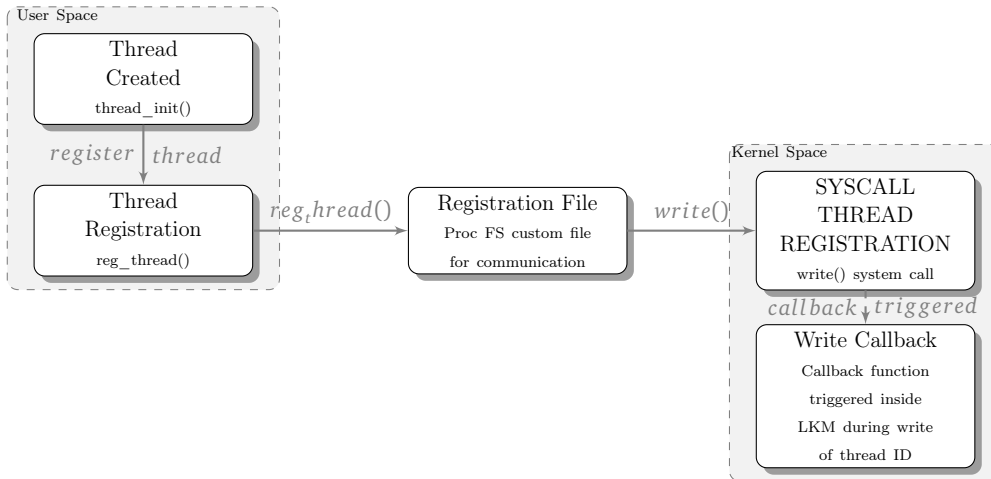 User Space
Thread
Created
thread_init()
register thread
Thread
Registration
reg_thread()
reg_thread()
Registration File
Proc FS custom file
for communication
write()
Kernel Space
SYSCALL
THREAD
REGISTRATION
write() system call
callback triggered
Write Callback
Callback function
triggered inside
LKM during write
of thread ID